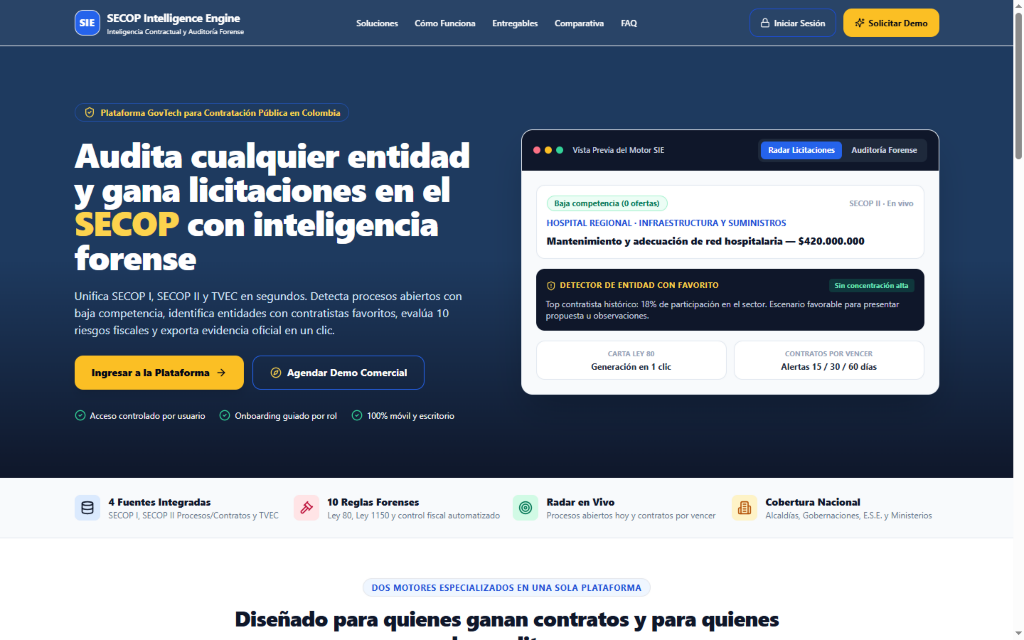 SIE
SECOP Intelligence Engine
Inteligencia Contractual y Auditoría Forense
Soluciones
Cómo Funciona
Entregables
Comparativa
FAQ
Iniciar Sesión
Solicitar Demo
Plataforma GovTech para Contratación Pública en Colombia
Audita cualquier entidad
y gana licitaciones en el
SECOP con inteligencia
forense
Unifica SECOP I, SECOP II y TVEC en segundos. Detecta procesos abiertos con
baja competencia, identifica entidades con contratistas favoritos, evalúa 10
riesgos fiscales y exporta evidencia oficial en un clic.
Ingresar a la Plataforma →
Agendar Demo Comercial
Acceso controlado por usuario
Onboarding guiado por rol
100% móvil y escritorio
Vista Previa del Motor SIE
Radar Licitaciones
Auditoría Forense
Baja competencia (0 ofertas)
SECOP II · En vivo
HOSPITAL REGIONAL · INFRAESTRUCTURA Y SUMINISTROS
Mantenimiento y adecuación de red hospitalaria — $420.000.000
DETECTOR DE ENTIDAD CON FAVORITO
Sin concentración alta
Top contratista histórico: 18% de participación en el sector. Escenario favorable para presentar
propuesta u observaciones.
CARTA LEY 80
Generación en 1 clic
CONTRATOS POR VENCER
Alertas 15 / 30 / 60 días
4 Fuentes Integradas
SECOP I, SECOP II Procesos/Contratos y TVEC
10 Reglas Forenses
Ley 80, Ley 1150 y control fiscal automatizado
Radar en Vivo
Procesos abiertos hoy y contratos por vencer
Cobertura Nacional
Alcaldías, Gobernaciones, E.S.E. y Ministerios
DOS MOTORES ESPECIALIZADOS EN UNA SOLA PLATAFORMA
Diseñado para quienes ganan contratos y para quienes